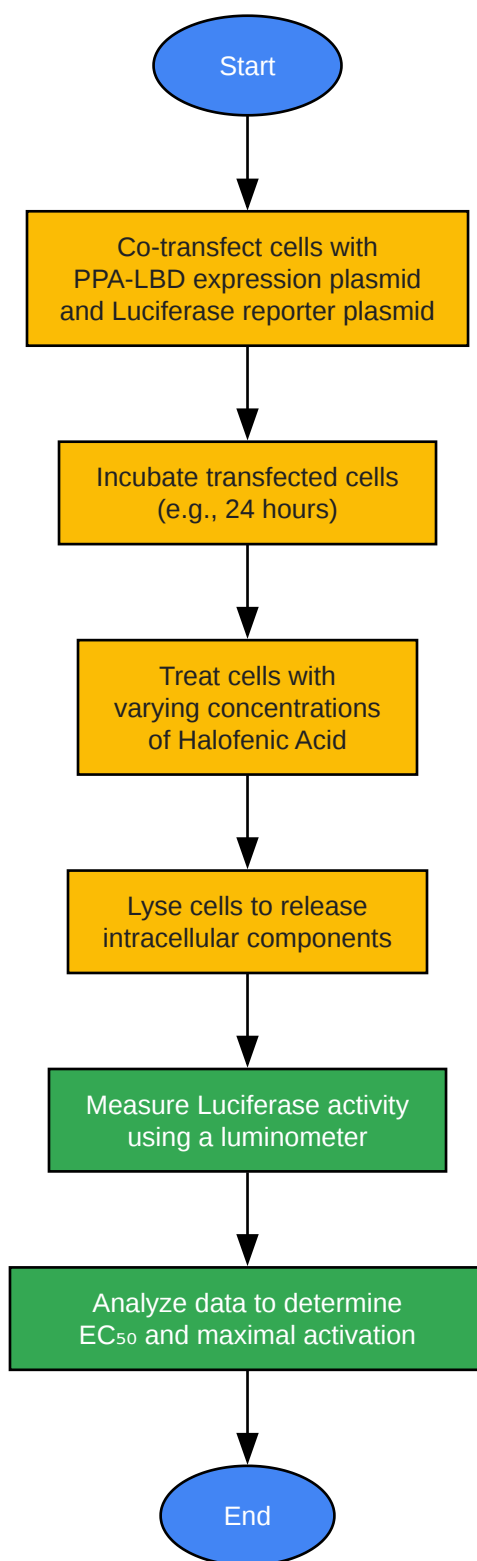 Start
Co-transfect cells with
PPA-LBD expression plasmid
and Luciferase reporter plasmid
Incubate transfected cells
(e.g., 24 hours)
Treat cells with
varying concentrations
of Halofenic Acid
Lyse cells to release
intracellular components
Measure Luciferase activity
using a luminometer
Analyze data to determine
EC₅₀ and maximal activation
End